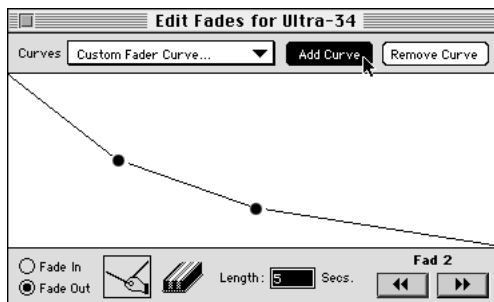 Edit Fades for Ultra-34
Curves Custom Fader Curve... Add Curve Remove Curve
Fade In
Fade Out
Length: 5 Secs.
Fad 2